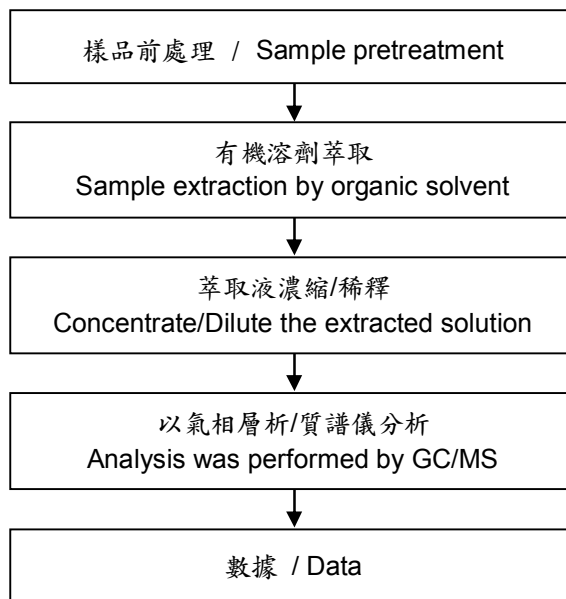 樣品前處理 / Sample pretreatment
有機溶劑萃取
Sample extraction by organic solvent
萃取液濃縮/稀釋
Concentrate/Dilute the extracted solution
以氣相層析/質譜儀分析
Analysis was performed by GC/MS
數據 / Data